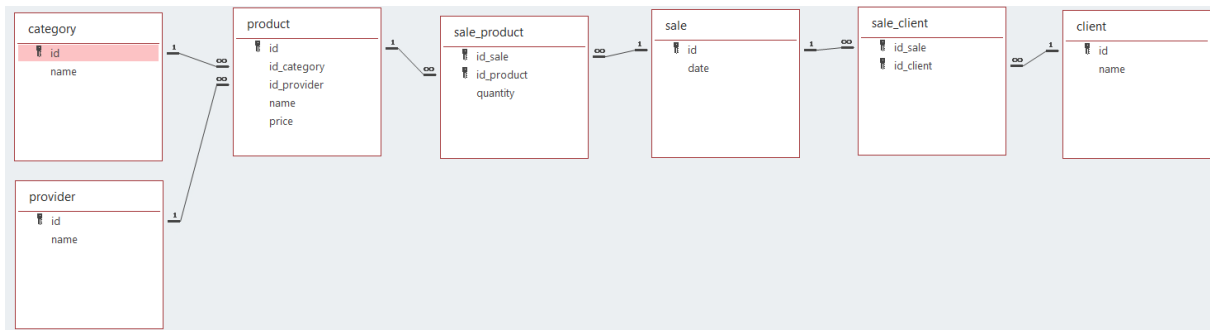 category
id
name
product
id
id_category
id_provider
name
price
sale_product
id_sale
id_product
quantity
sale
id
date
sale_client
id_sale
id_client
client
id
name
provider
id
name
1
∞
∞
1
1
∞
∞
1
1
∞
∞
1